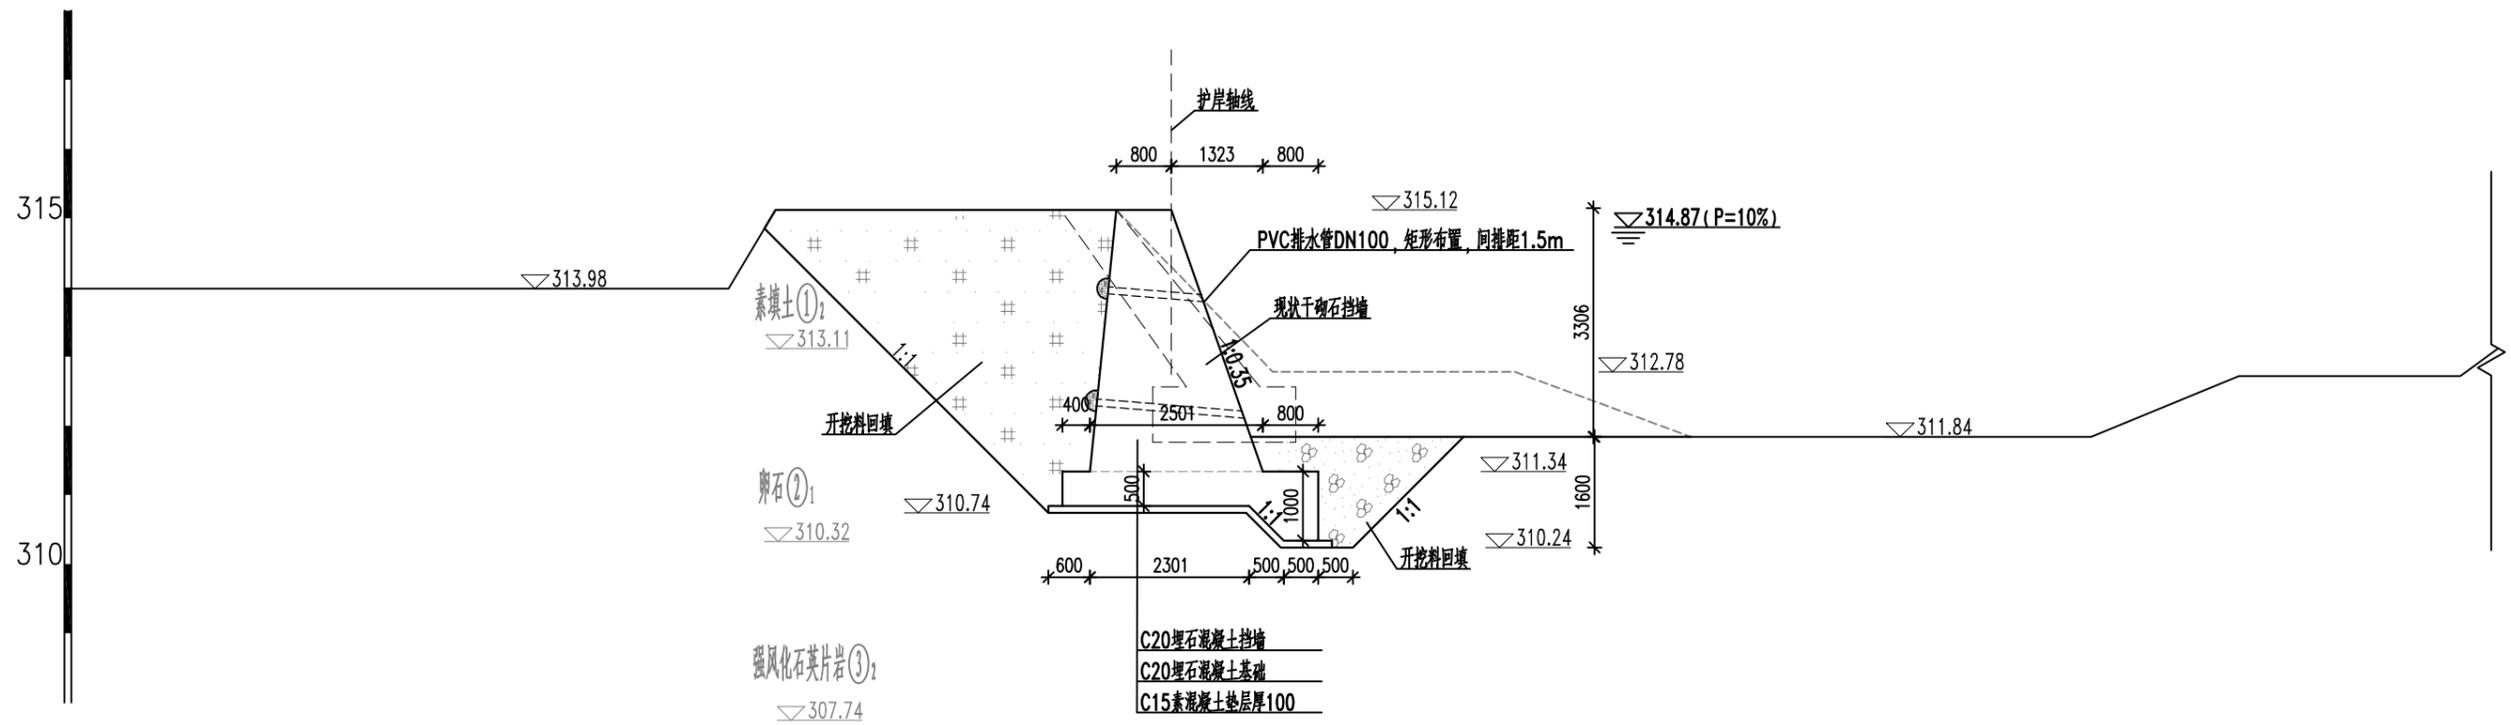 护岸轴线
800
1323
800
315
315.12
314.87(P=10%)
PVC排水管DN100，矩形布置，间排距1.5m
313.98
素填土①₂
现状干砌石挡墙
3306
313.11
1:1
1:0.35
312.78
400
2501
800
开挖料回填
311.84
311.34
卵石②₁
310.74
500
1:1
1000
1:1
1600
310.32
310.24
310
开挖料回填
600
2301
500
500
500
C20埋石混凝土挡墙
强风化石英片岩③₂
C20埋石混凝土基础
C15素混凝土垫层厚100
307.74